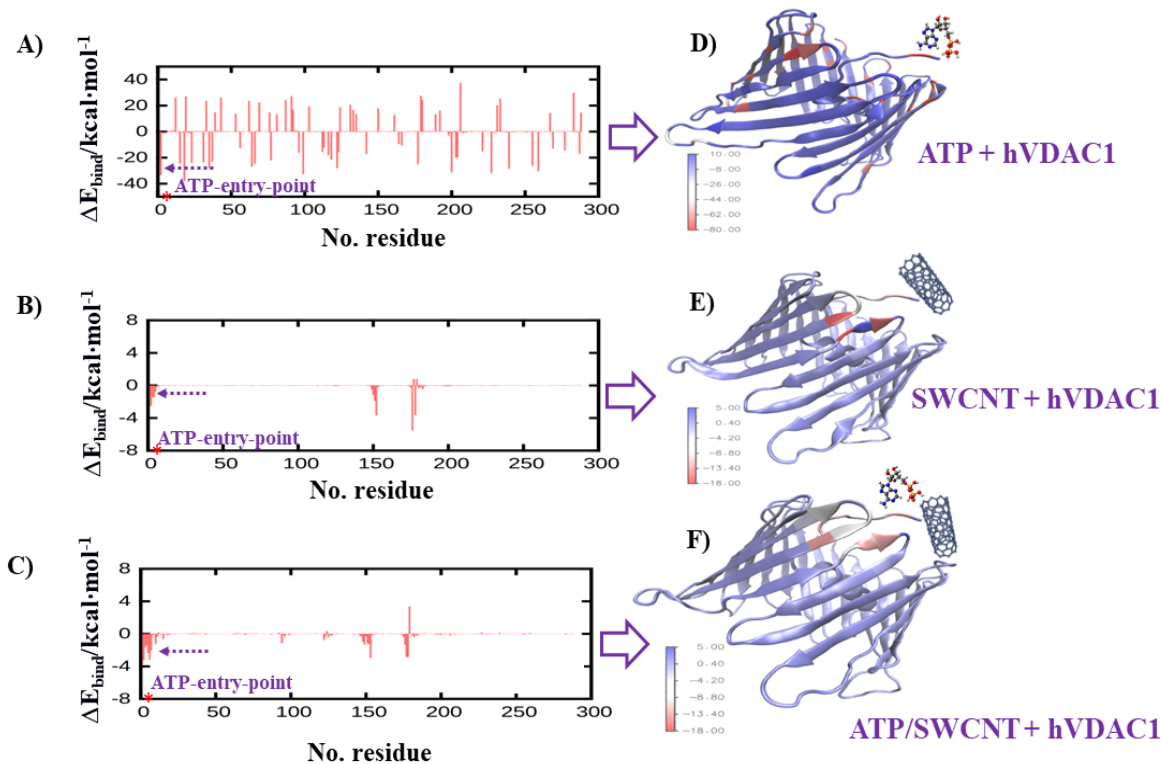 A)
ΔE_bind/kcal·mol⁻¹
40
20
0
−20
−40
ATP-entry-point
*
0 50 100 150 200 250 300
No. residue
D)
10.00
−8.00
−26.00
−44.00
−62.00
−80.00
ATP + hVDAC1
B)
ΔE_bind/kcal·mol⁻¹
8
4
0
−4
−8
ATP-entry-point
*
0 50 100 150 200 250 300
No. residue
E)
5.00
0.40
−4.20
−8.80
−13.40
−18.00
SWCNT + hVDAC1
C)
ΔE_bind/kcal·mol⁻¹
8
4
0
−4
−8
ATP-entry-point
*
0 50 100 150 200 250 300
No. residue
F)
5.00
0.40
−4.20
−8.80
−13.40
−18.00
ATP/SWCNT + hVDAC1